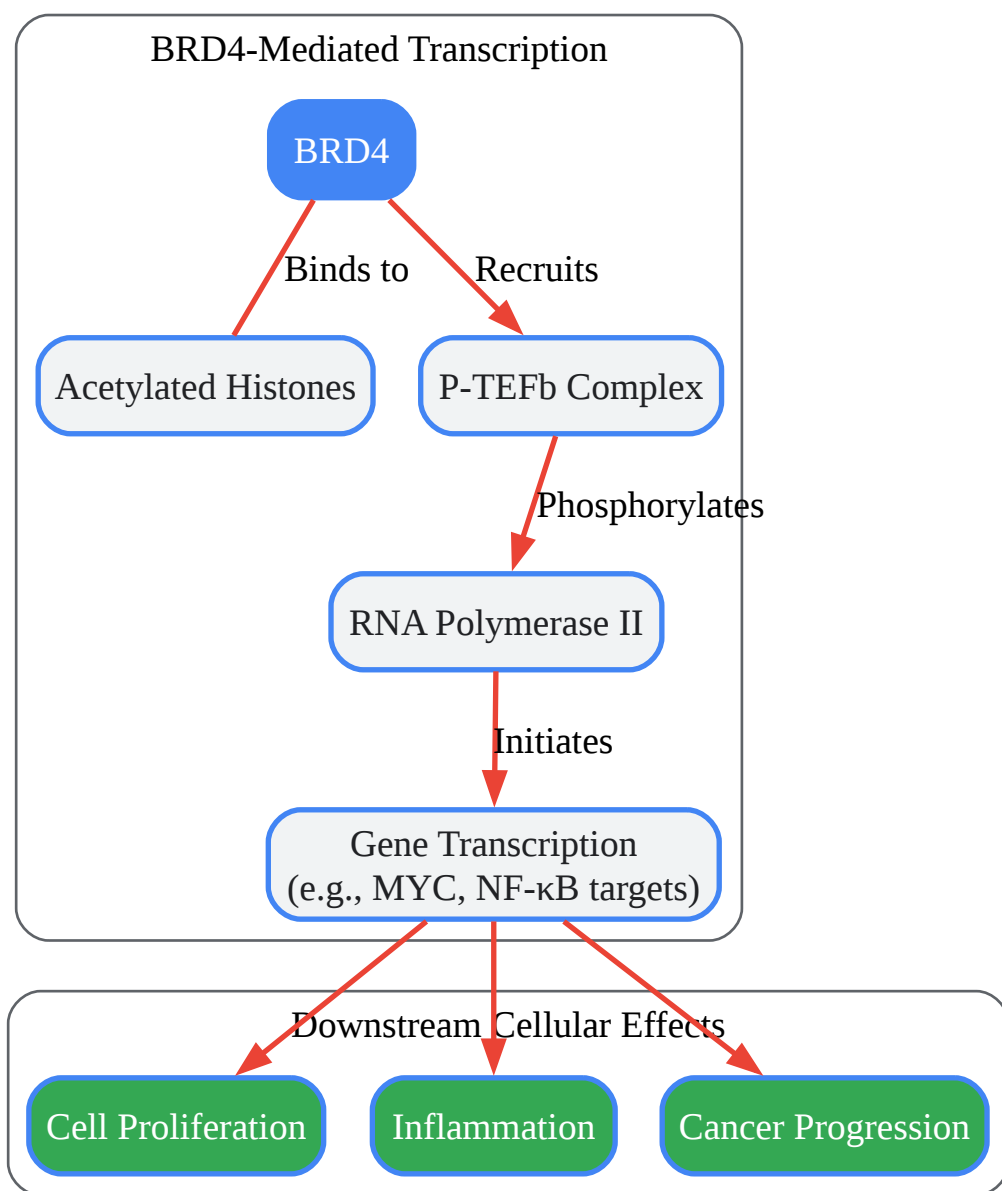 BRD4-Mediated Transcription
BRD4
Binds to
Recruits
Acetylated Histones
P-TEFb Complex
Phosphorylates
RNA Polymerase II
Initiates
Gene Transcription
(e.g., MYC, NF-κB targets)
Downstream Cellular Effects
Cell Proliferation
Inflammation
Cancer Progression